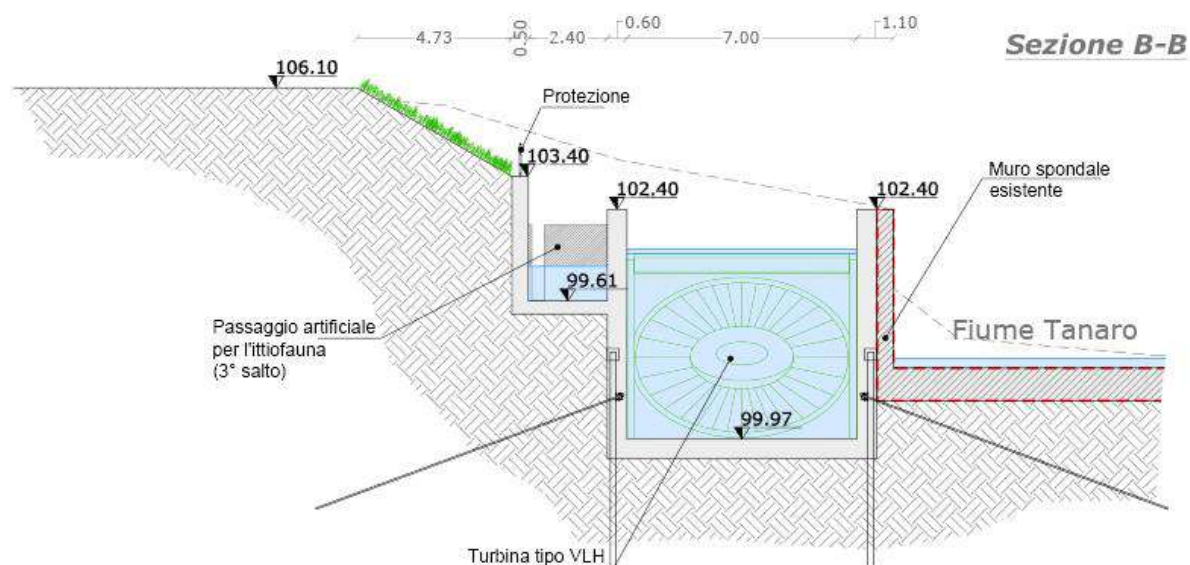 0.60
1.10
4.73
0.50
2.40
7.00
Sezione B-B
106.10
Protezione
103.40
102.40
102.40
Muro spondale
esistente
99.61
Passaggio artificiale
per l'ittiofauna
(3° salto)
Fiume Tanaro
99.97
Turbina tipo VLH